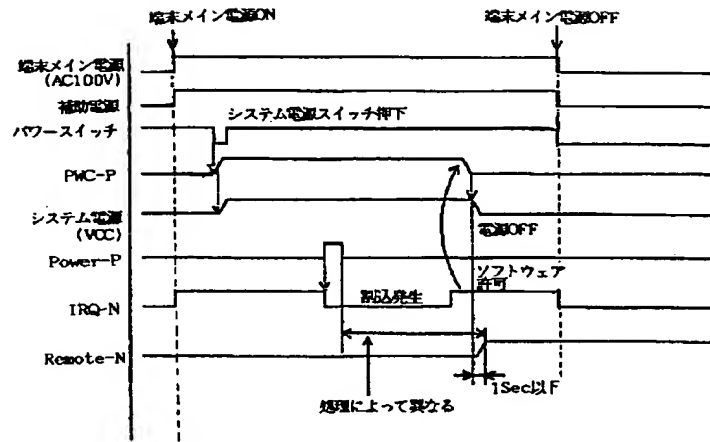 端末メイン電源ON
端末メイン電源OFF
端末メイン電源
(AC100V)
補助電源
システム電源スイッチ押下
パワースイッチ
PWC-P
システム電源
(VCC)
電源OFF
Power-P
ソフトウェア
許可
割込発生
IRQ-N
Remote-N
1Sec以下
処理によって異なる